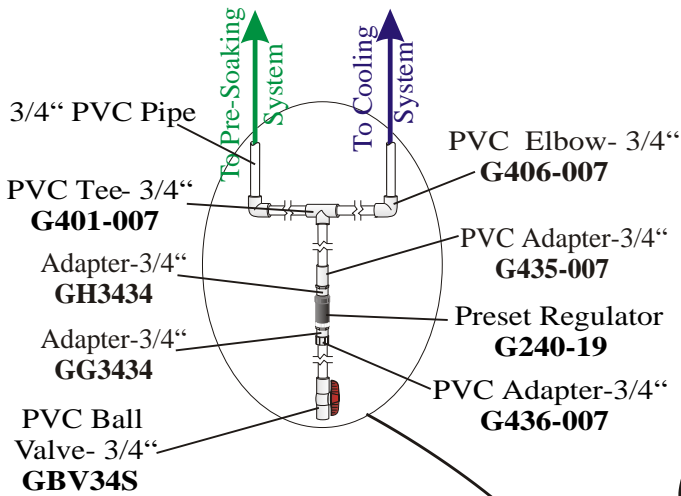 To Pre-Soaking
System
To Cooling
System
3/4“ PVC Pipe
PVC Tee- 3/4“
G401-007
Adapter-3/4“
GH3434
Adapter-3/4“
GG3434
PVC Ball
Valve- 3/4“
GBV34S
PVC Elbow- 3/4“
G406-007
PVC Adapter-3/4“
G435-007
Preset Regulator
G240-19
PVC Adapter-3/4“
G436-007